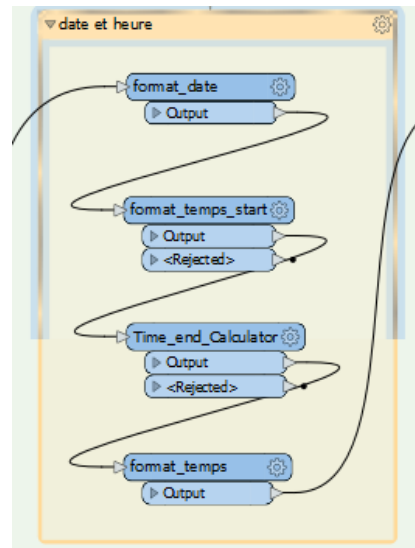 date et heure
format_date
Output
format_temps_start
Output
<Rejected>
Time_end_Calculator
Output
<Rejected>
format_temps
Output